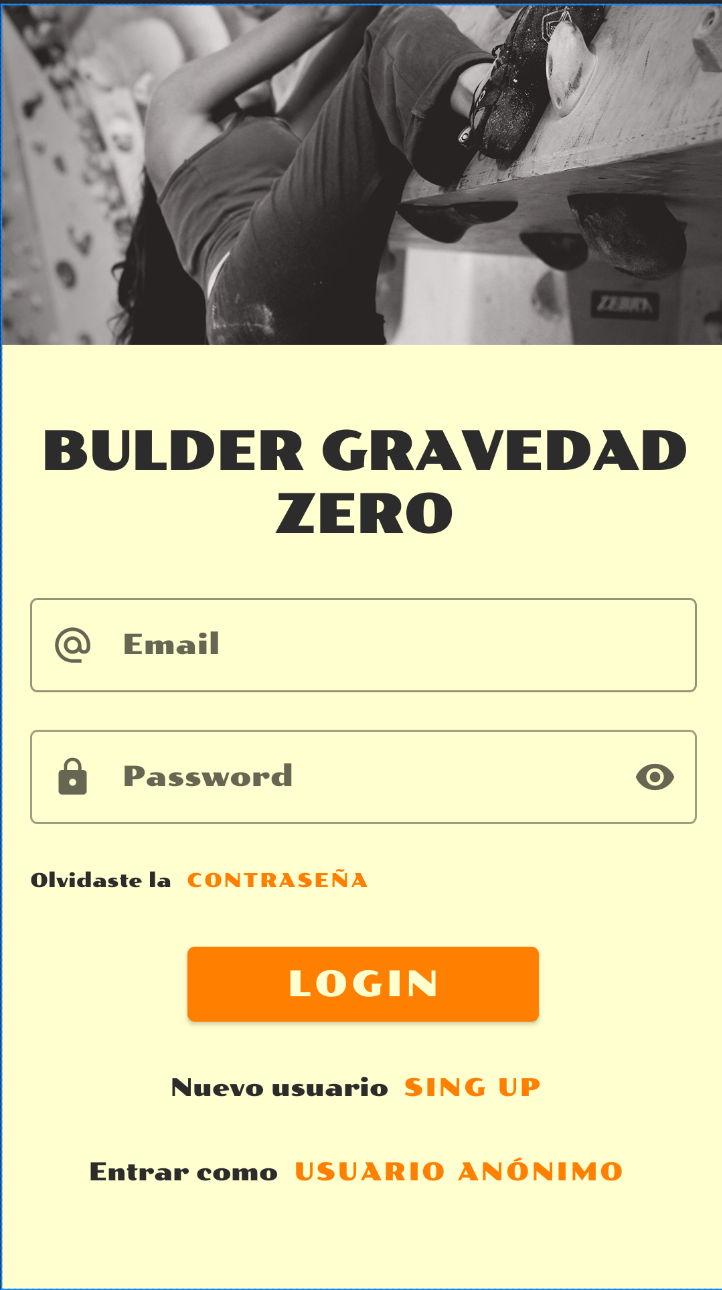 ZEBRA
BULDER GRAVEDAD
ZERO
Email
Password
Olvidaste la CONTRASEÑA
LOGIN
Nuevo usuario SING UP
Entrar como USUARIO ANÓNIMO